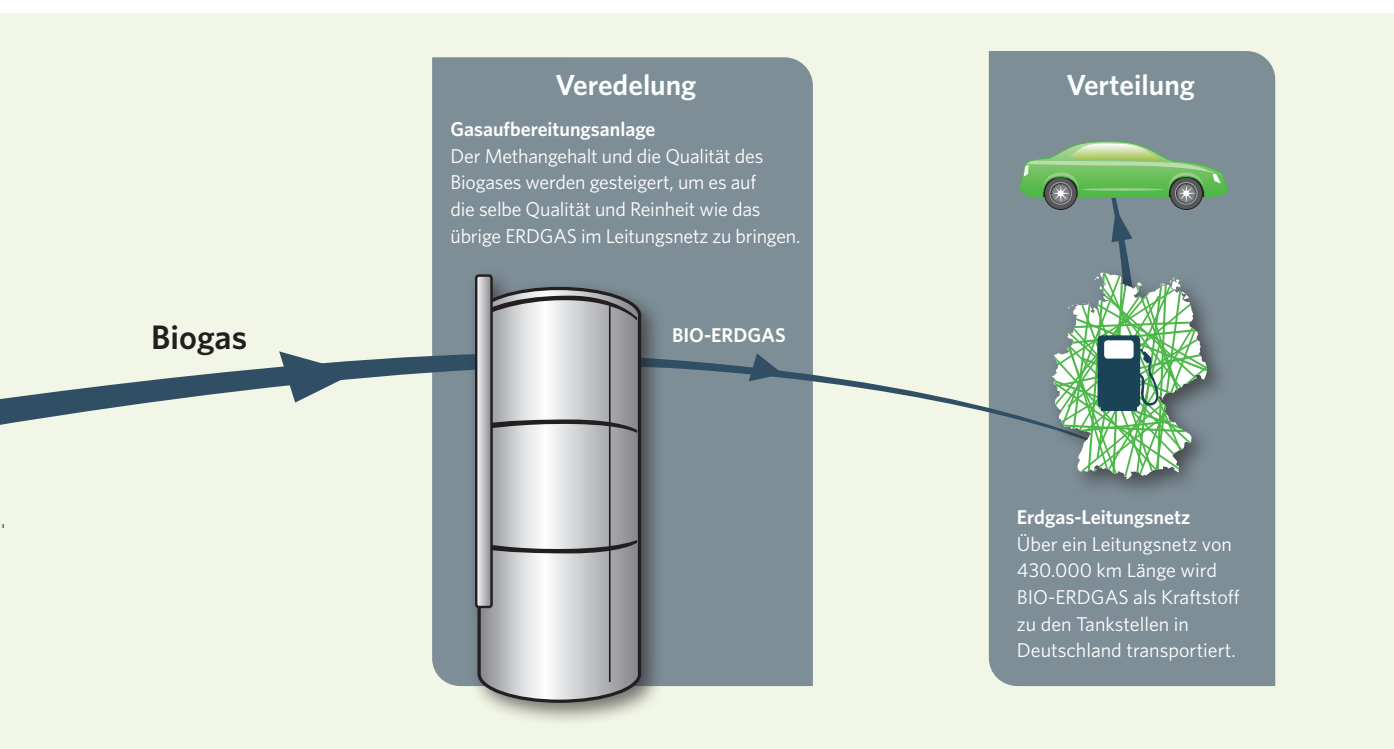 Veredelung
Gasaufbereitungsanlage
Der Methangehalt und die Qualität des
Biogases werden gesteigert, um es auf
die selbe Qualität und Reinheit wie das
übrige ERDGAS im Leitungsnetz zu bringen.
Biogas
BIO-ERDGAS
Verteilung
Erdgas-Leitungsnetz
Über ein Leitungsnetz von
430.000 km Länge wird
BIO-ERDGAS als Kraftstoff
zu den Tankstellen in
Deutschland transportiert.